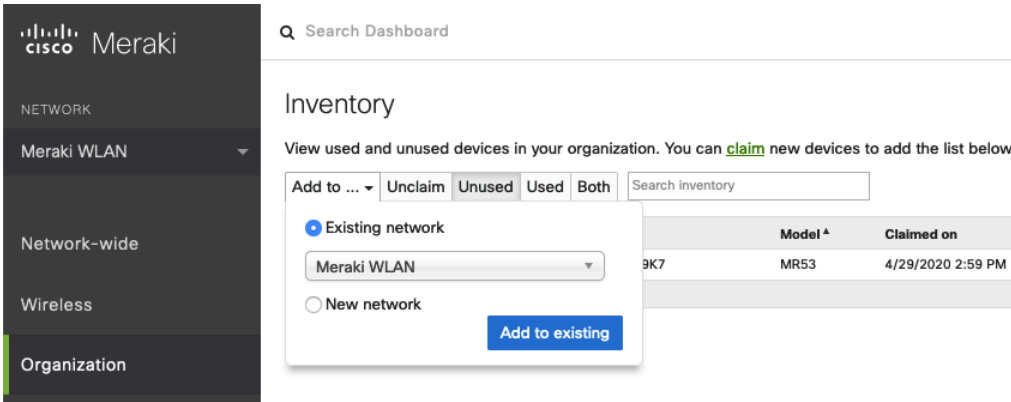 CISCO Meraki
NETWORK
Meraki WLAN
Network-wide
Wireless
Organization
Search Dashboard
Inventory
View used and unused devices in your organization. You can claim new devices to add the list below
Add to ... Unclaim Unused Used Both Search inventory
Existing network
Meraki WLAN
New network
Add to existing
Model Claimed on
9K7 MR53 4/29/2020 2:59 PM